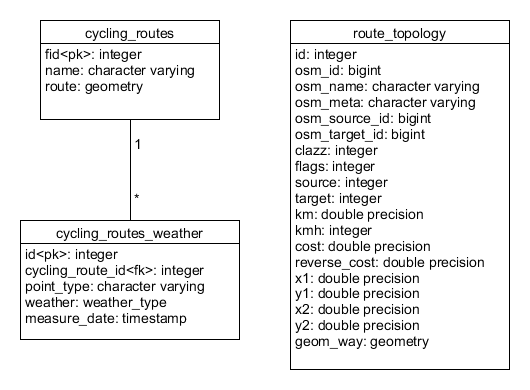 cycling_routes
fid<pk>: integer
name: character varying
route: geometry
1
*
cycling_routes_weather
id<pk>: integer
cycling_route_id<fk>: integer
point_type: character varying
weather: weather_type
measure_date: timestamp
route_topology
id: integer
osm_id: bigint
osm_name: character varying
osm_meta: character varying
osm_source_id: bigint
osm_target_id: bigint
clazz: integer
flags: integer
source: integer
target: integer
km: double precision
kmh: integer
cost: double precision
reverse_cost: double precision
x1: double precision
y1: double precision
x2: double precision
y2: double precision
geom_way: geometry